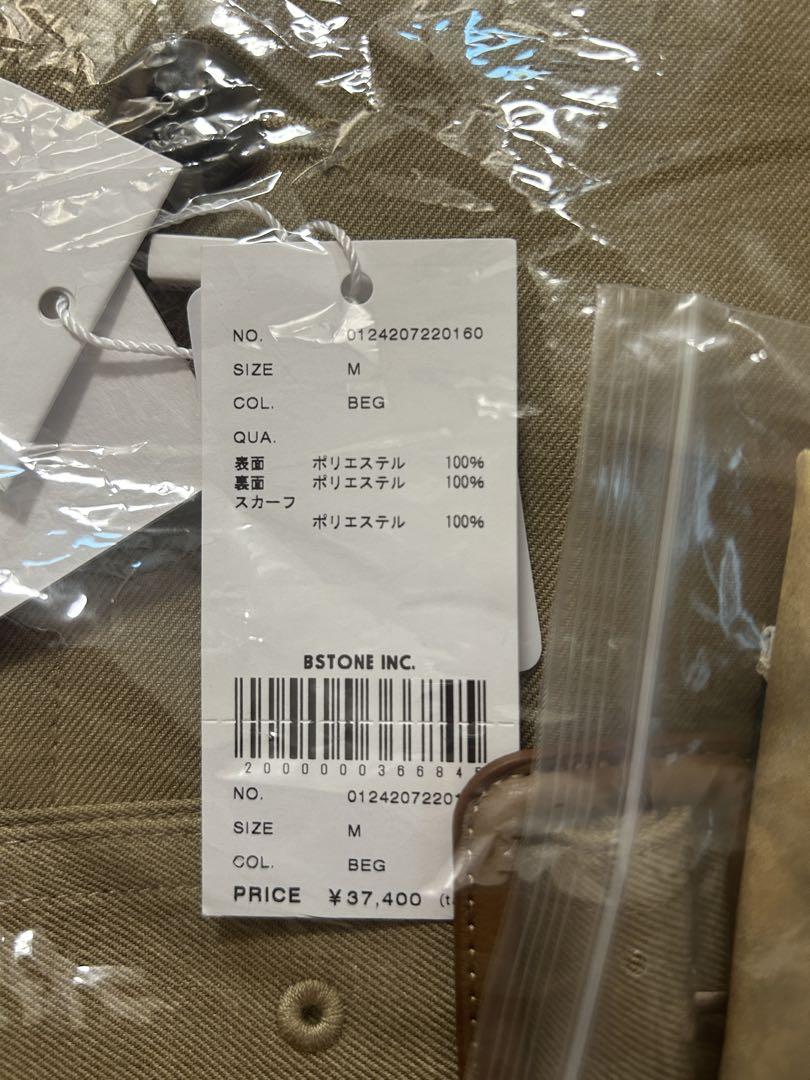 NO. 0124207220160
SIZE M
COL. BEG
QUA.
表面 ポリエステル 100%
裏面 ポリエステル 100%
スカーフ
ポリエステル 100%
BSTONE INC.
NO.
SIZE M
COL. BEG
PRICE ¥37,400